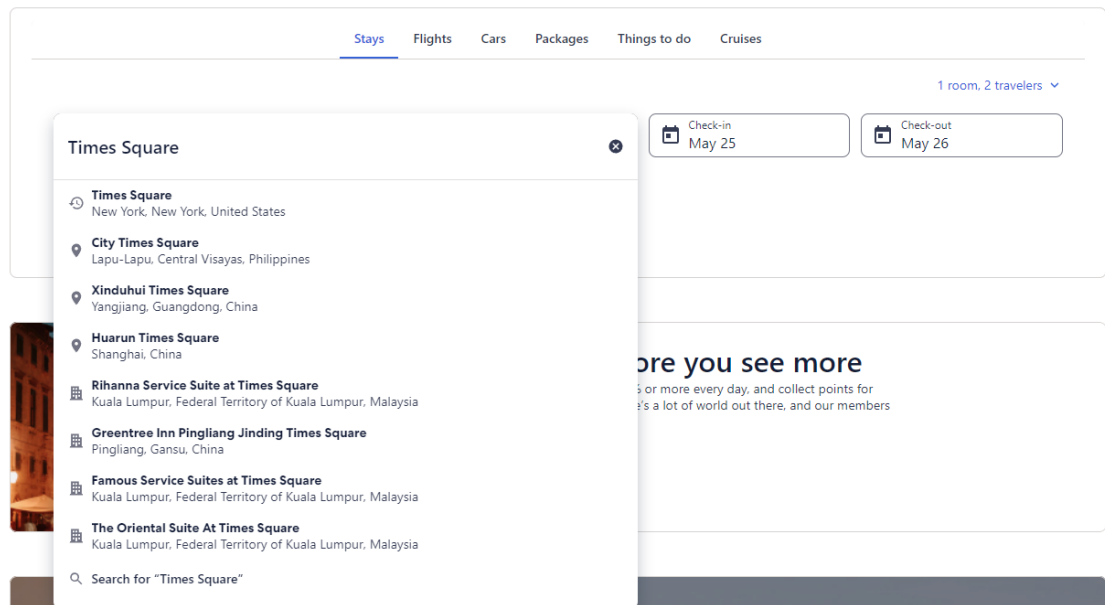 Stays Flights Cars Packages Things to do Cruises
1 room, 2 travelers
Times Square
Check-in
May 25
Check-out
May 26
Times Square
New York, New York, United States
City Times Square
Lapu-Lapu, Central Visayas, Philippines
Xinduhui Times Square
Yangjiang, Guangdong, China
Huarun Times Square
Shanghai, China
Rihanna Service Suite at Times Square
Kuala Lumpur, Federal Territory of Kuala Lumpur, Malaysia
Greentree Inn Pingliang Jinding Times Square
Pingliang, Gansu, China
Famous Service Suites at Times Square
Kuala Lumpur, Federal Territory of Kuala Lumpur, Malaysia
The Oriental Suite At Times Square
Kuala Lumpur, Federal Territory of Kuala Lumpur, Malaysia
Search for “Times Square”
you see more
or more every day, and collect points for
a lot of world out there, and our members